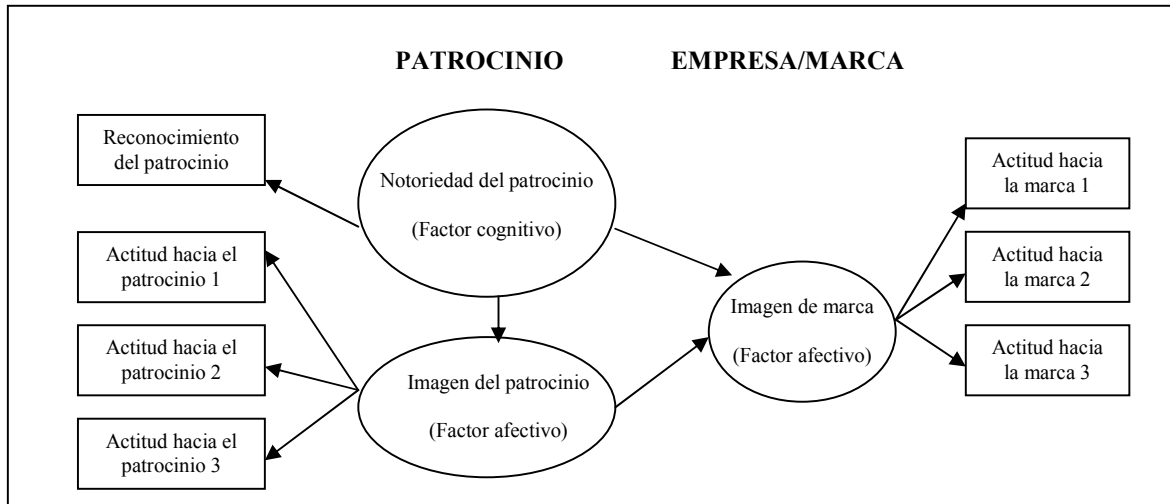 PATROCINIO
EMPRESA/MARCA
Reconocimiento
del patrocinio
Actitud hacia el
patrocinio 1
Actitud hacia el
patrocinio 2
Actitud hacia el
patrocinio 3
Notoriedad del patrocinio
(Factor cognitivo)
Imagen del patrocinio
(Factor afectivo)
Imagen de marca
(Factor afectivo)
Actitud hacia
la marca 1
Actitud hacia
la marca 2
Actitud hacia
la marca 3